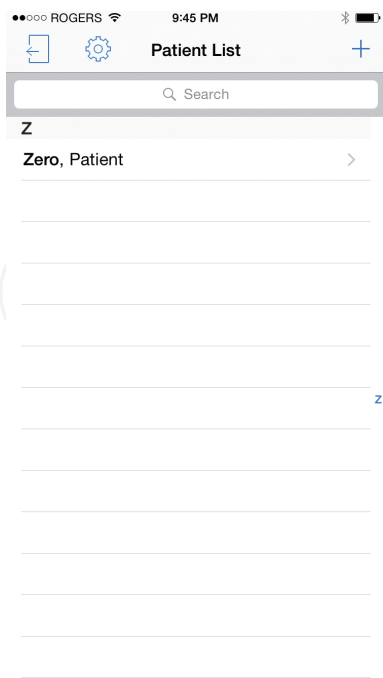 ROGERS 9:45 PM
Patient List
Search
Z
Zero, Patient
Z